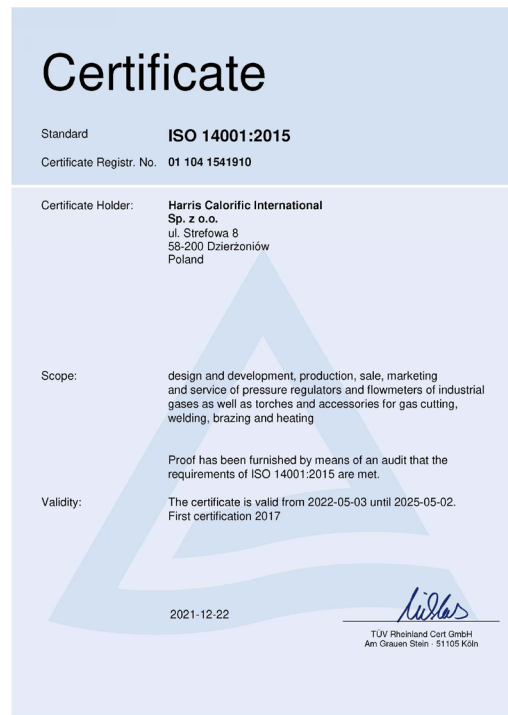 Certificate
Standard ISO 14001:2015
Certificate Registr. No. 01 104 1541910
Certificate Holder: Harris Calorific International
Sp. z o.o.
ul. Strefowa 8
58-200 Dzierżoniów
Poland
Scope: design and development, production, sale, marketing
and service of pressure regulators and flowmeters of industrial
gases as well as torches and accessories for gas cutting,
welding, brazing and heating
Proof has been furnished by means of an audit that the
requirements of ISO 14001:2015 are met.
Validity: The certificate is valid from 2022-05-03 until 2025-05-02.
First certification 2017
2021-12-22
TÜV Rheinland Cert GmbH
Am Grauen Stein · 51105 Köln